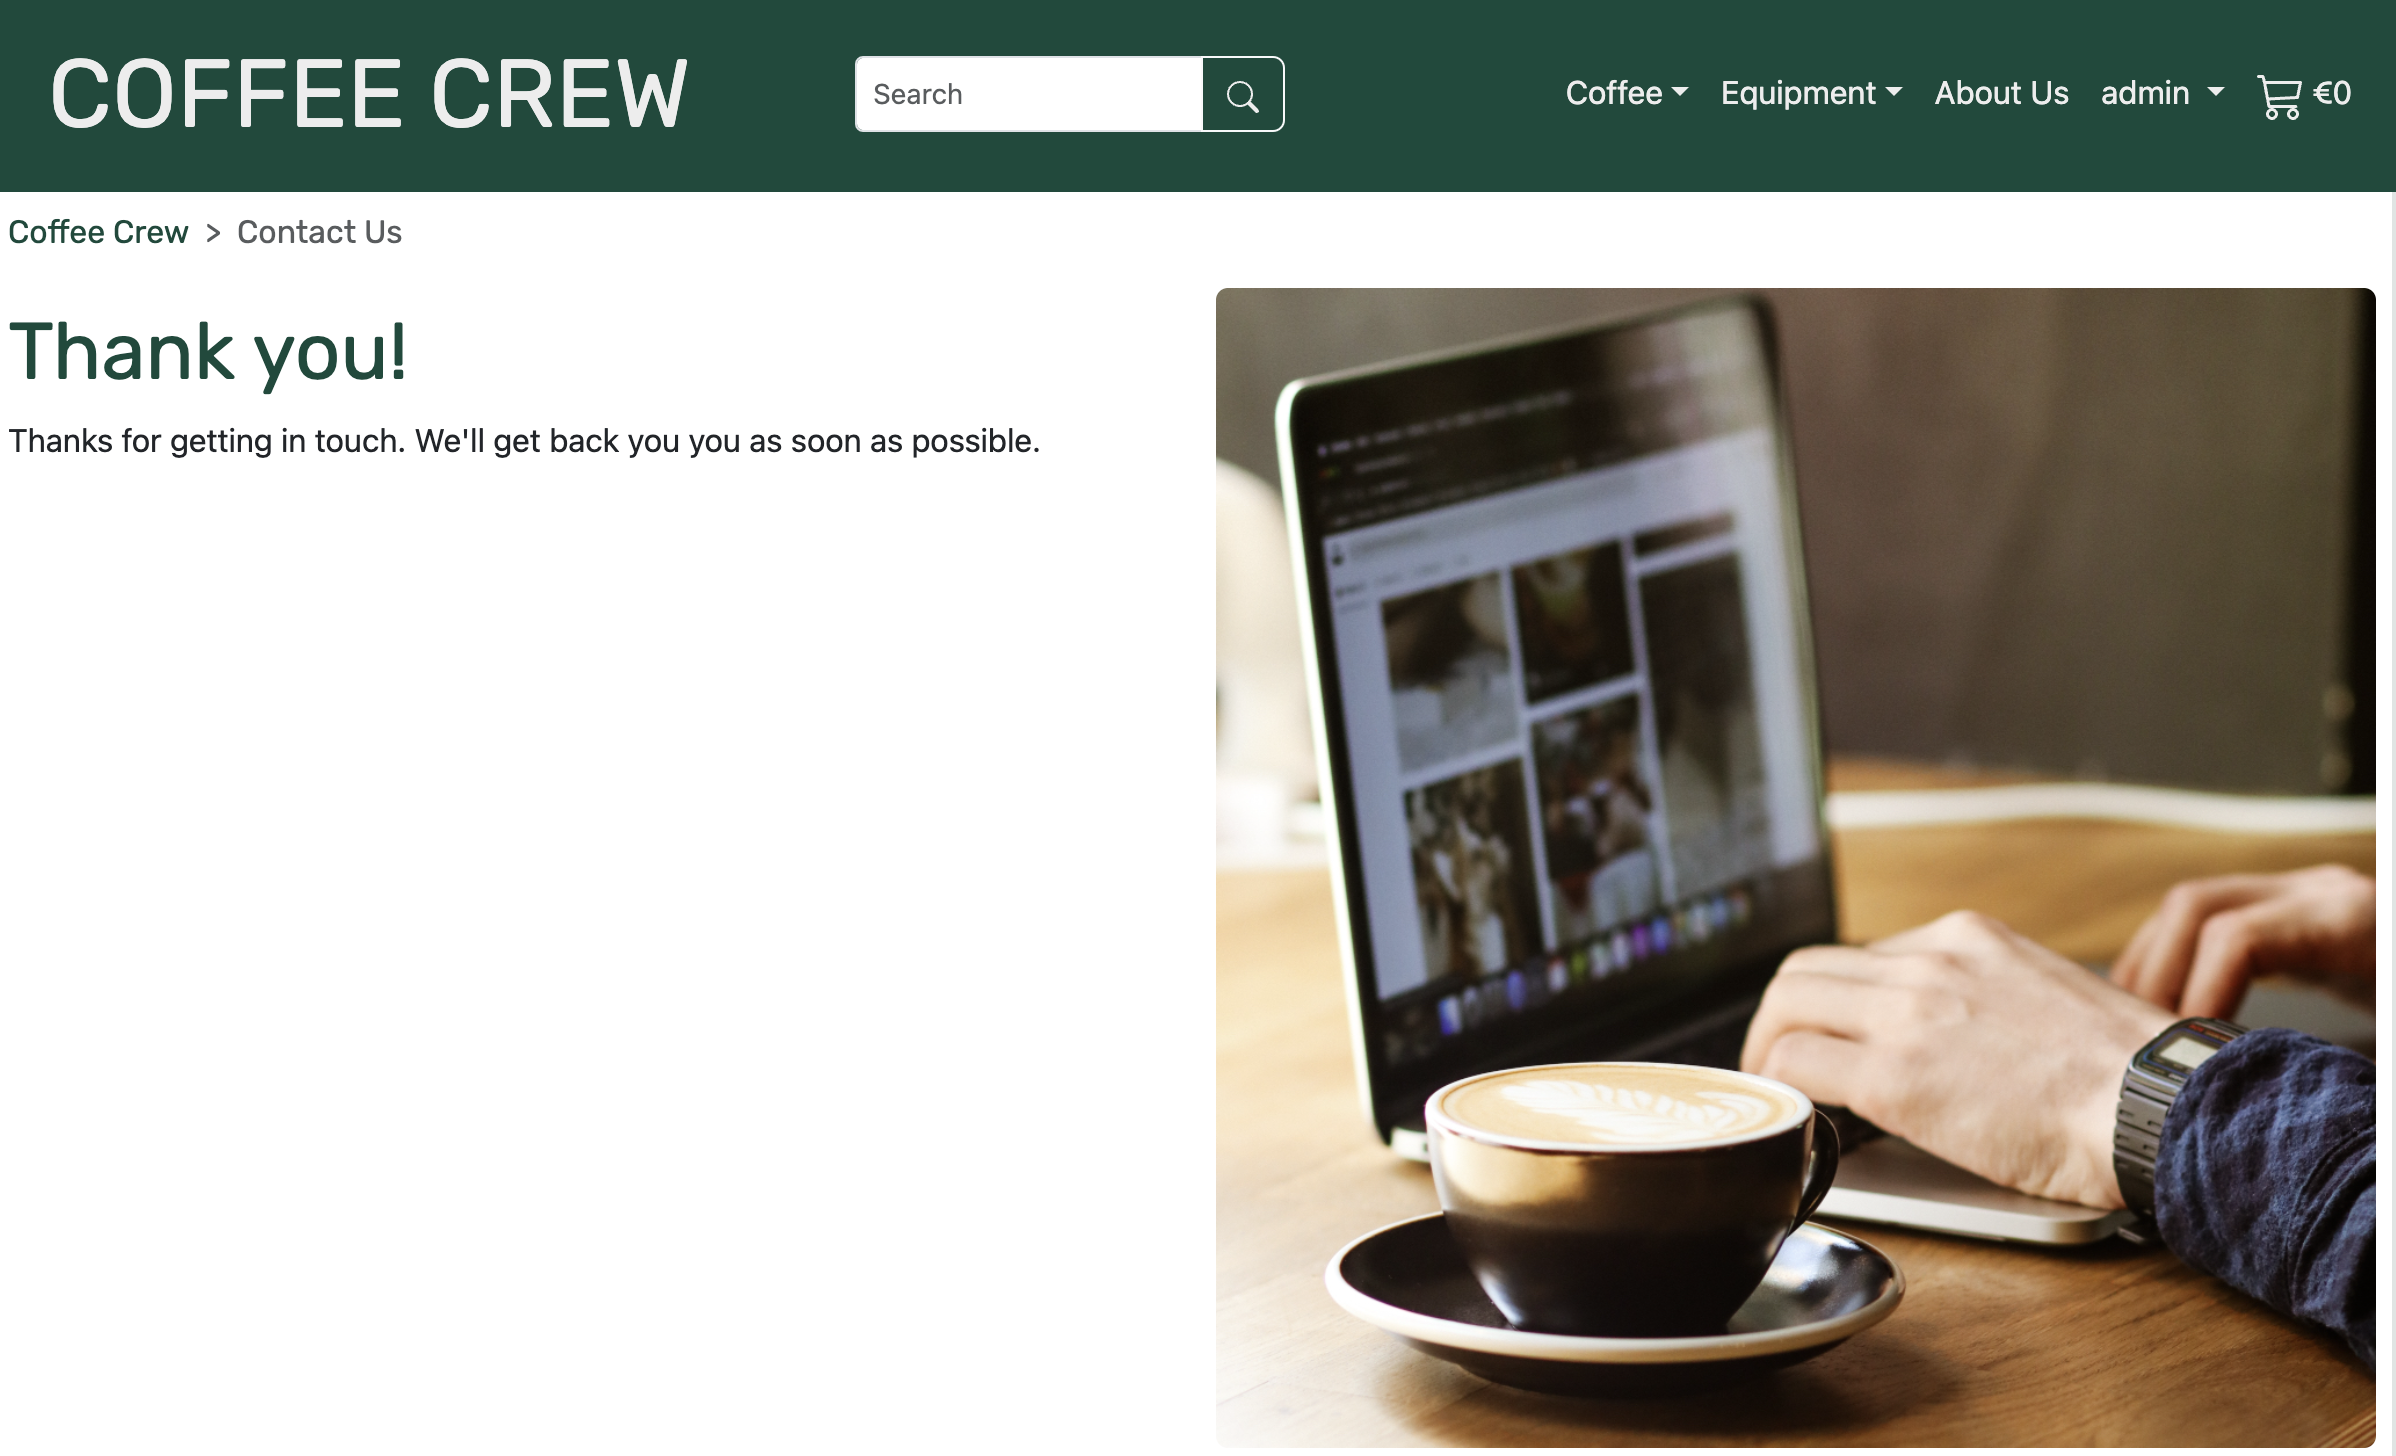 COFFEE CREW
Search
Coffee Equipment About Us admin €0
Coffee Crew > Contact Us
Thank you!
Thanks for getting in touch. We'll get back you you as soon as possible.